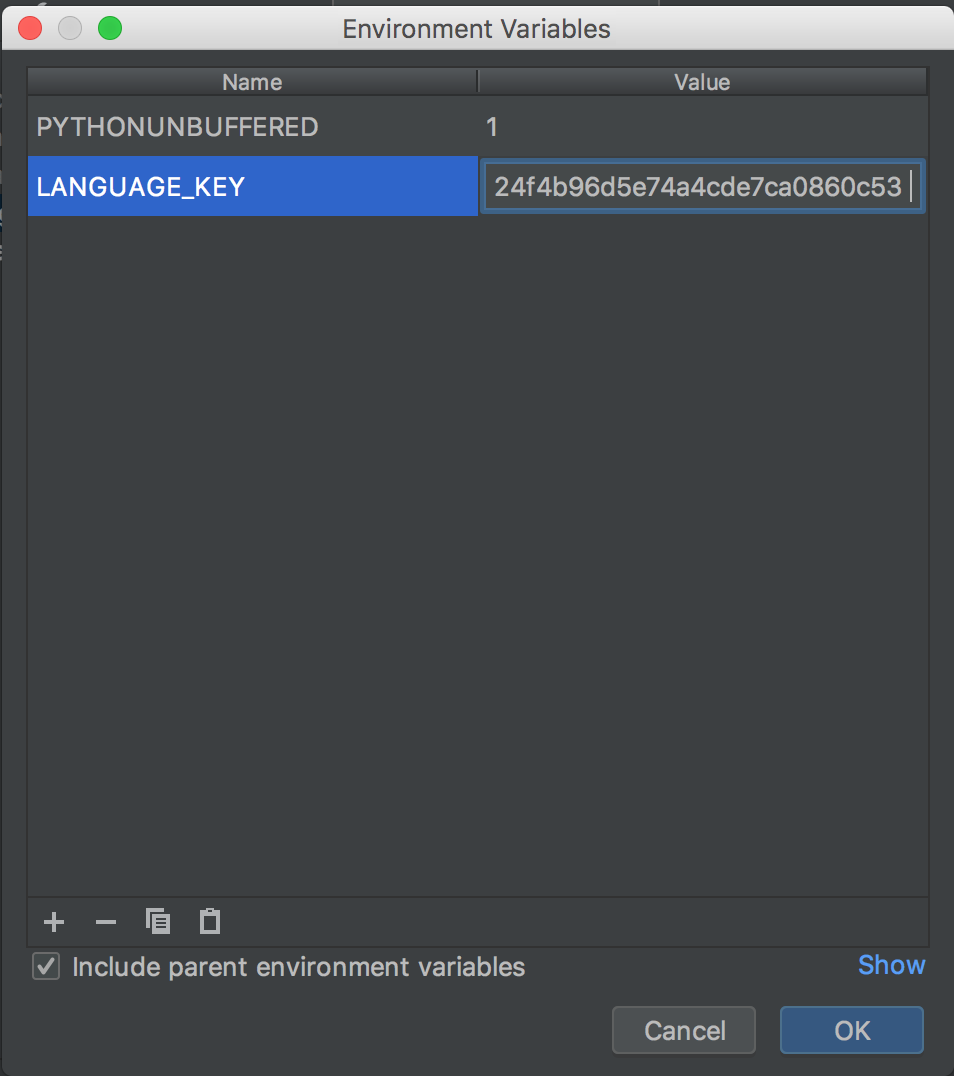 Environment Variables
Name Value
PYTHONUNBUFFERED 1
LANGUAGE_KEY 24f4b96d5e74a4cde7ca0860c53
Include parent environment variables Show
Cancel OK